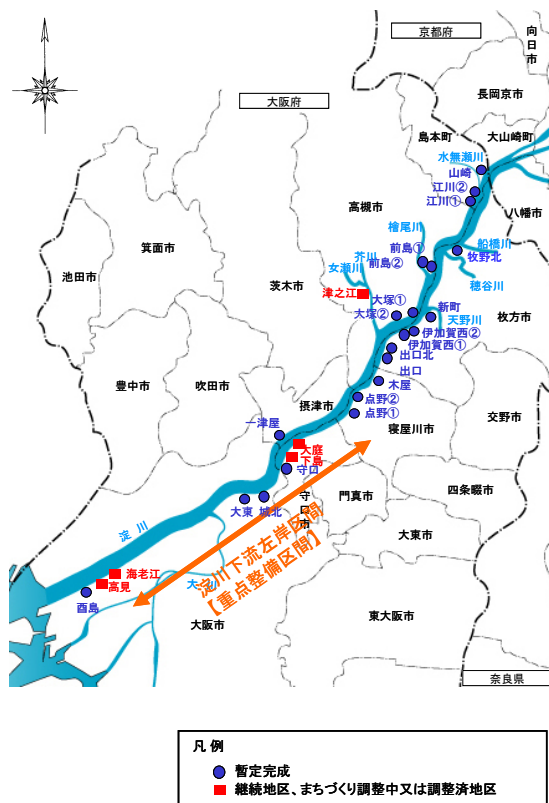 京都府
向日市
長岡京市
大阪府
島本町
大山崎町
水無瀬川
山崎
江川②
江川①
高槻市
八幡市
檜尾川
船橋川
箕面市
前島①
牧野北
芥川
女瀬川
前島②
池田市
茨木市
穂谷川
津之江
大塚①
新町
大塚②
天野川
枚方市
伊加賀西②
伊加賀西①
出口北
豊中市
吹田市
出口
木屋
摂津市
点野②
交野市
一津屋
点野①
寝屋川市
大庭
下島
守口
門真市
四条畷市
大東
城北
守口市
淀川
大東市
淀川下流左岸区間
【重点整備区間】
海老江
大
高見
酉島
大阪市
東大阪市
奈良県
凡例
暫定完成
継続地区、まちづくり調整中又は調整済地区